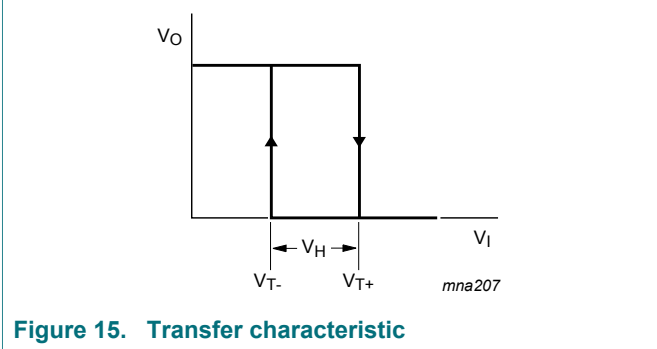 VO
VI
VH
VT-
VT+
mna207
Figure 15. Transfer characteristic